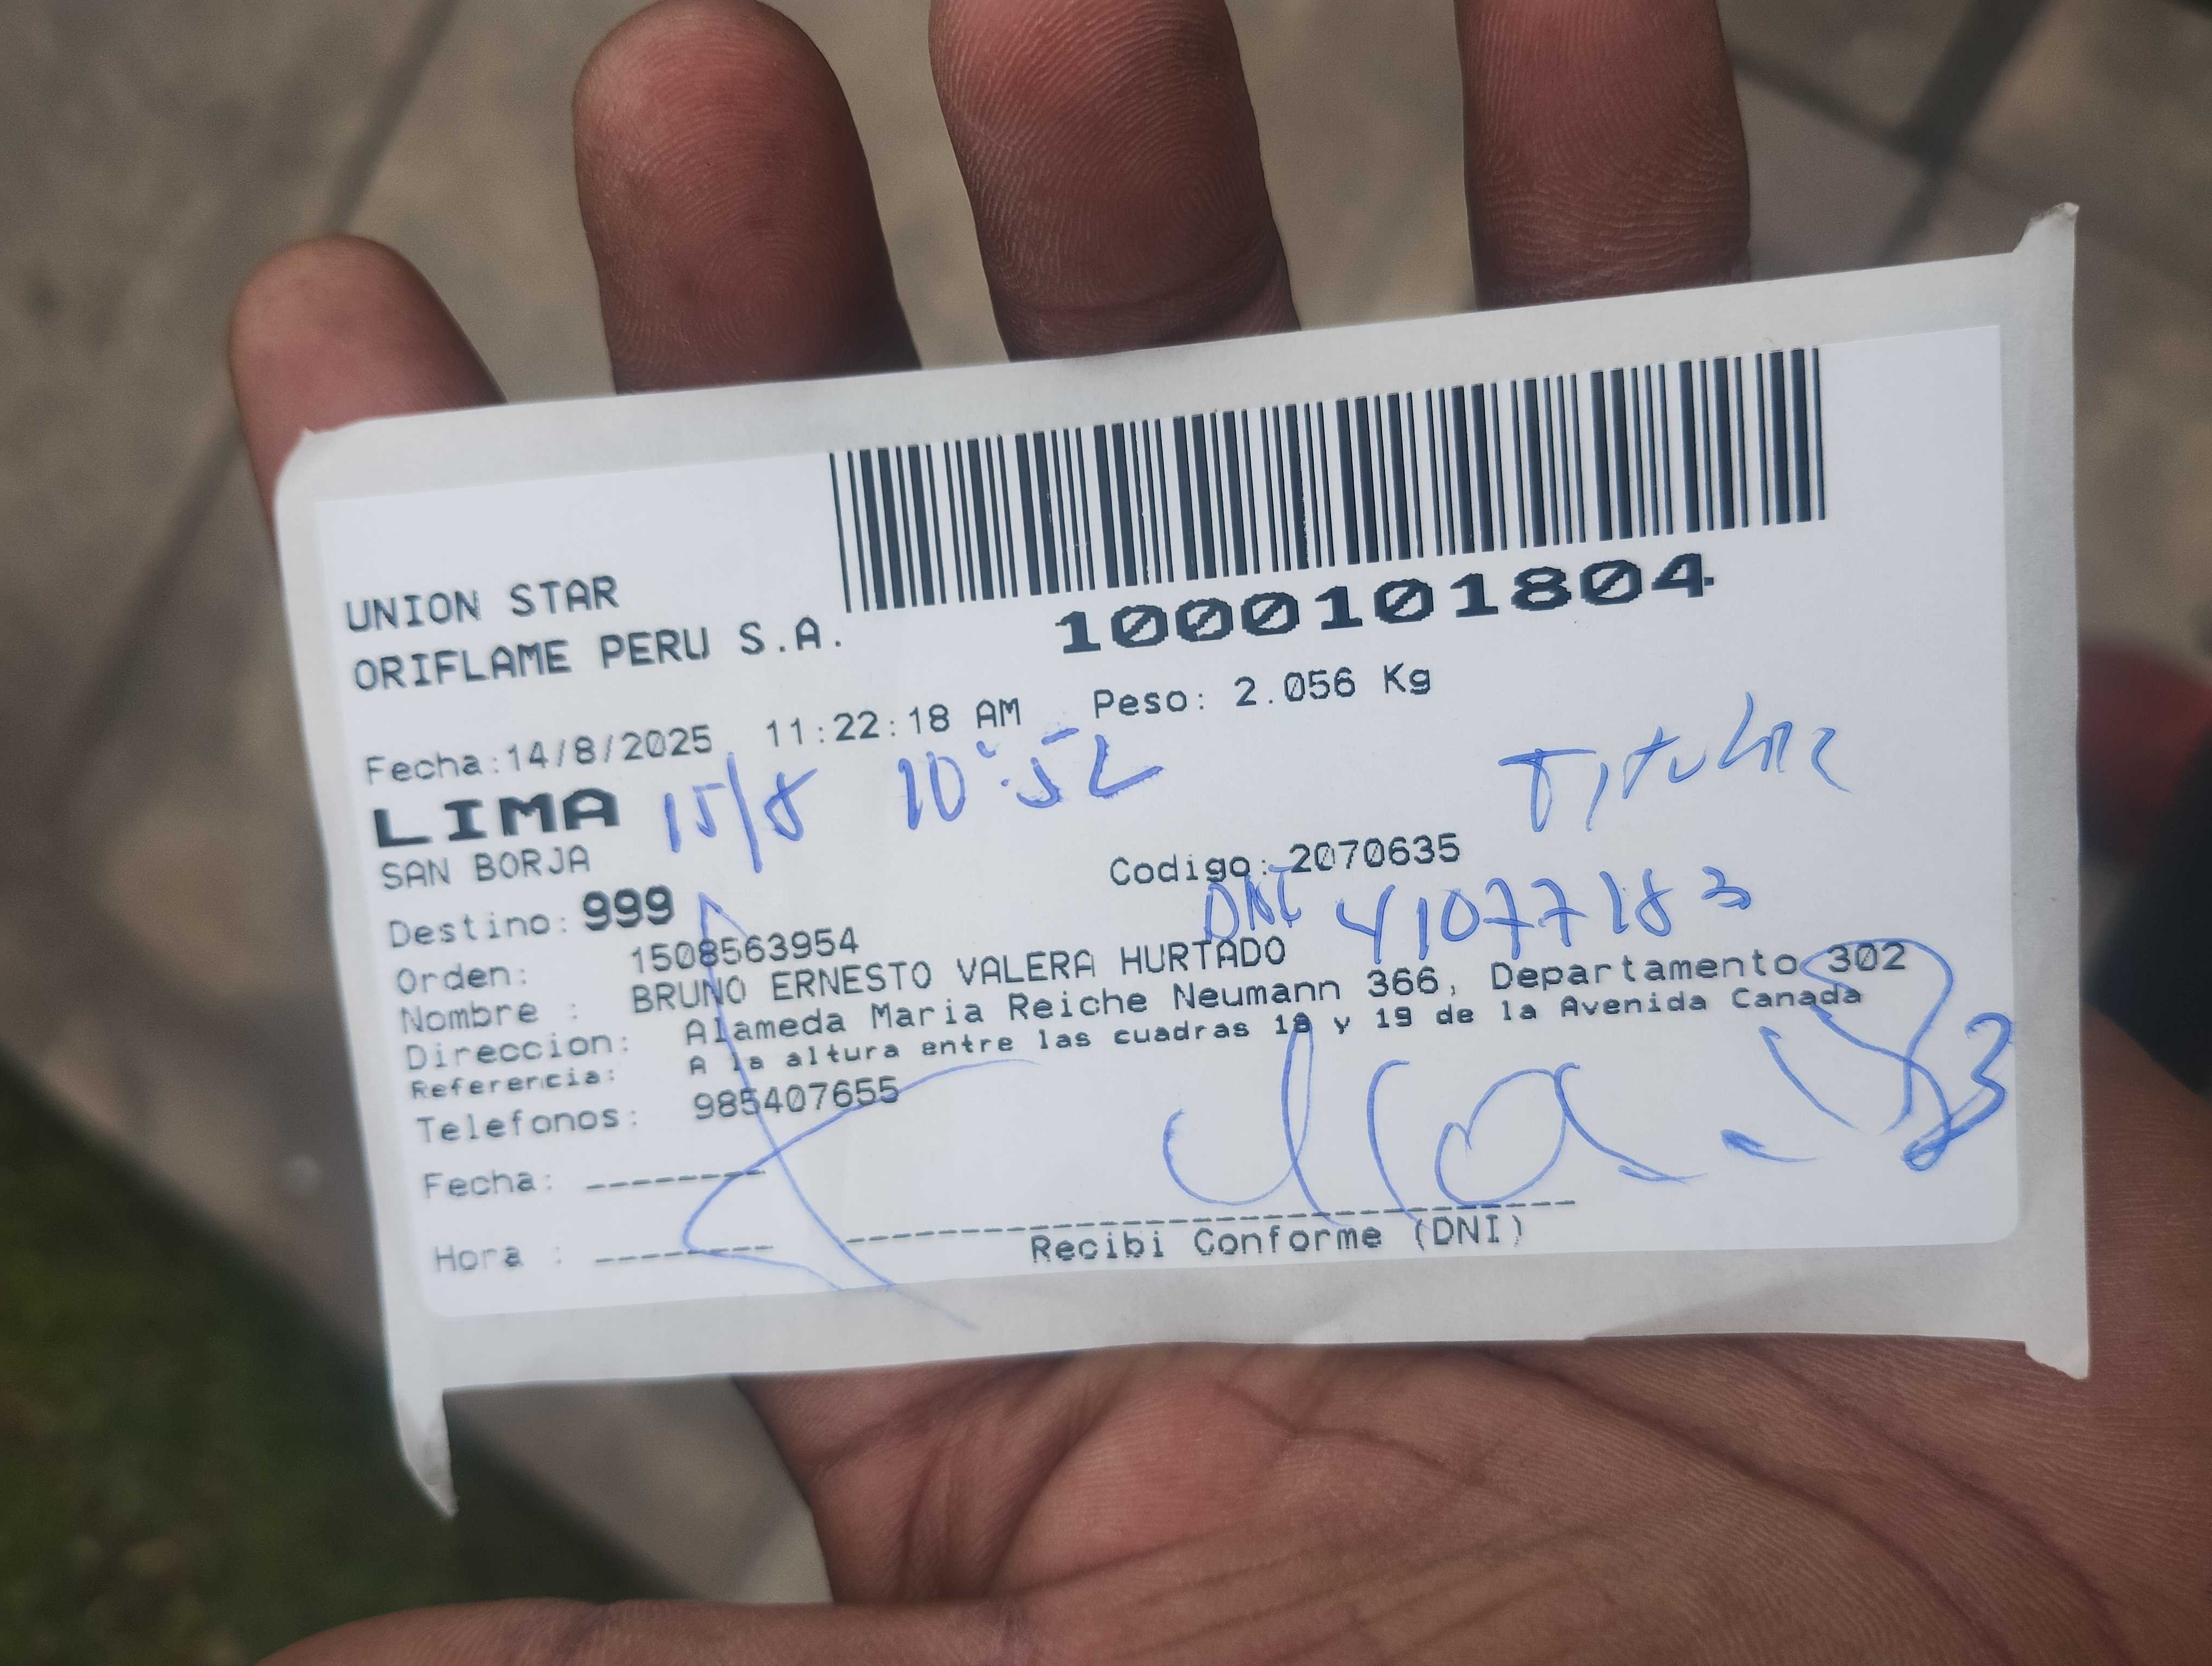 UNION STAR
ORIFLAME PERU S.A.
1000101804
Fecha:14/8/2025 11:22:18 AM Peso: 2.056 Kg
LIMA 15/8 10:52 Titular
SAN BORJA Codigo: 2070635
Destino: 999 DNI 41077183
Orden: 1508563954
Nombre : BRUNO ERNESTO VALERA HURTADO
Direccion: Alameda Maria Reiche Neumann 366, Departamento 302
Referencia: A la altura entre las cuadras 18 y 19 de la Avenida Canada
Telefonos: 985407655
Fecha:
Hora :
Recibi Conforme (DNI)